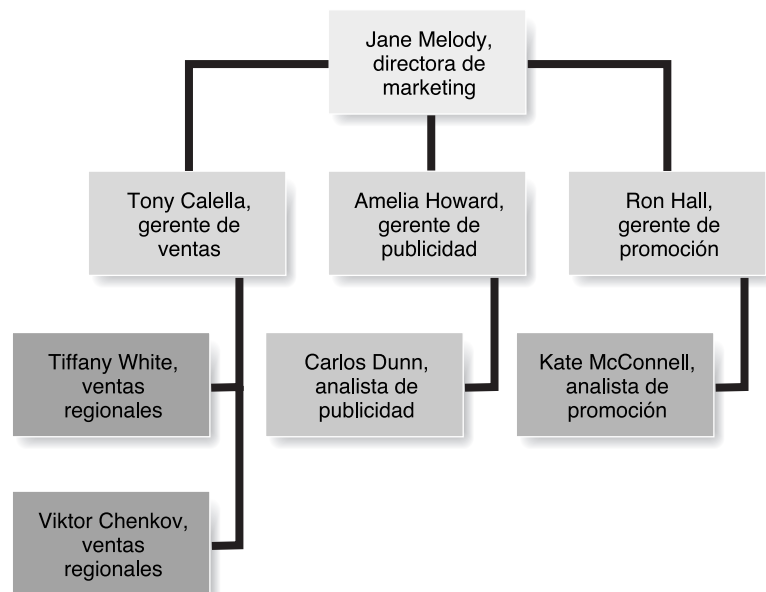 Jane Melody,
directora de
marketing
Tony Calella,
gerente de
ventas
Amelia Howard,
gerente de
publicidad
Ron Hall,
gerente de
promoción
Tiffany White,
ventas
regionales
Carlos Dunn,
analista de
publicidad
Kate McConnell,
analista de
promoción
Viktor Chenkov,
ventas
regionales